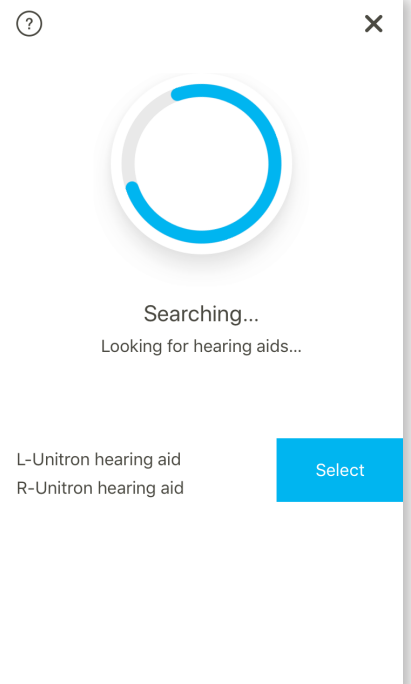 ?
Searching...
Looking for hearing aids...
L-Unitron hearing aid
R-Unitron hearing aid
Select